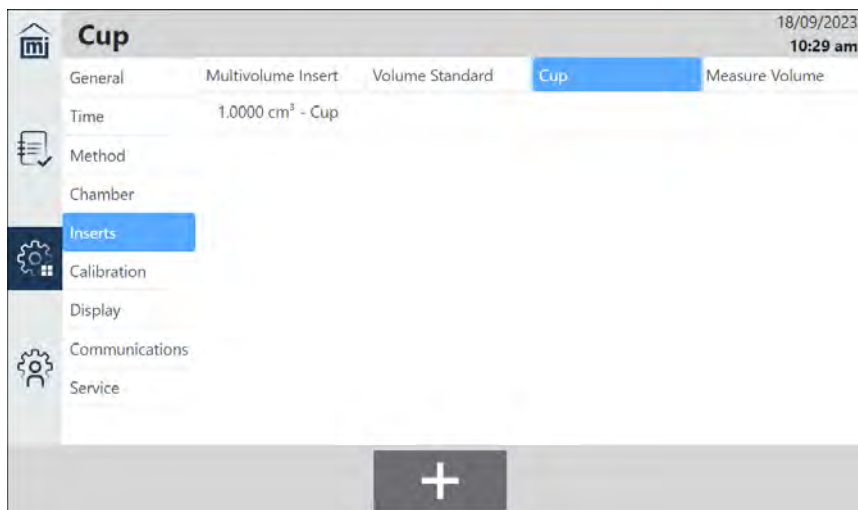 mi
Cup
18/09/2023
10:29 am
General
Time
Method
Chamber
Inserts
Calibration
Display
Communications
Service
Multivolume Insert Volume Standard Cup Measure Volume
1.0000 cm³ - Cup